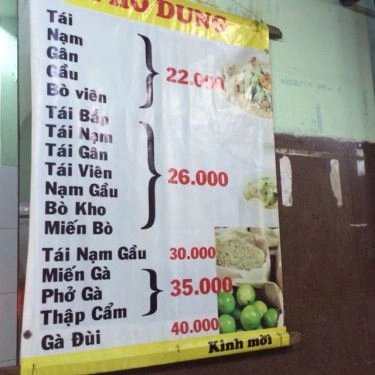 PHỞ DUNG
Tái
Nạm
Gân
Gầu
Bò viên
22.000
Tái Báp
Tái Nạm
Tái Gân
Tái Viên
Nạm Gầu
Bò Kho
Miến Bò
26.000
Tái Nạm Gầu 30.000
Miến Gà
Phở Gà
Thập Cẩm
35.000
Gà Đùi 40.000
Kính mời